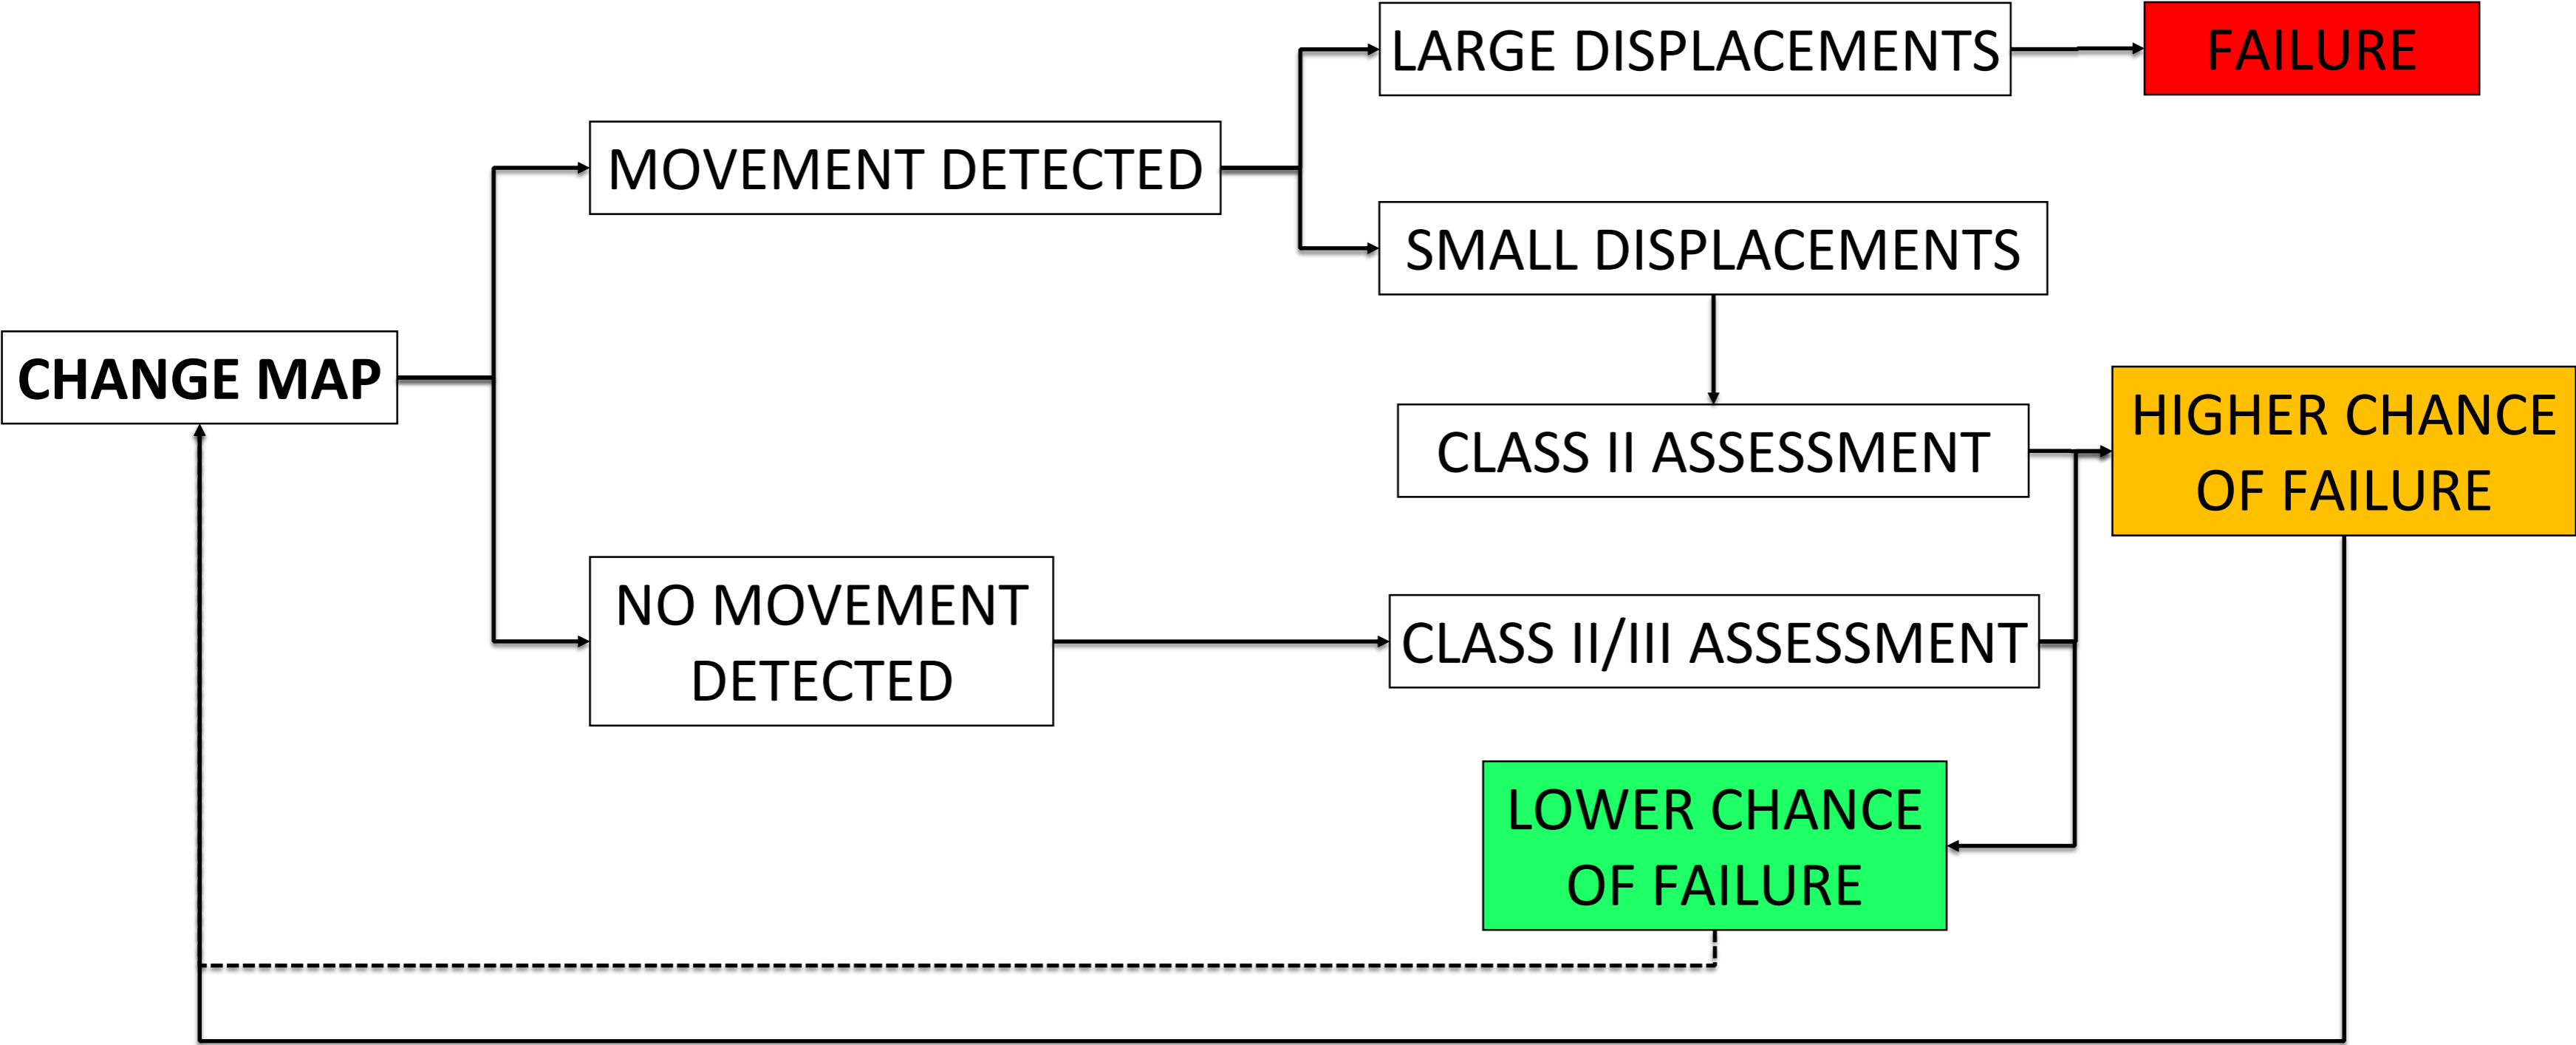 LARGE DISPLACEMENTS
FAILURE
MOVEMENT DETECTED
SMALL DISPLACEMENTS
CHANGE MAP
CLASS II ASSESSMENT
HIGHER CHANCE
OF FAILURE
NO MOVEMENT
DETECTED
CLASS II/III ASSESSMENT
LOWER CHANCE
OF FAILURE